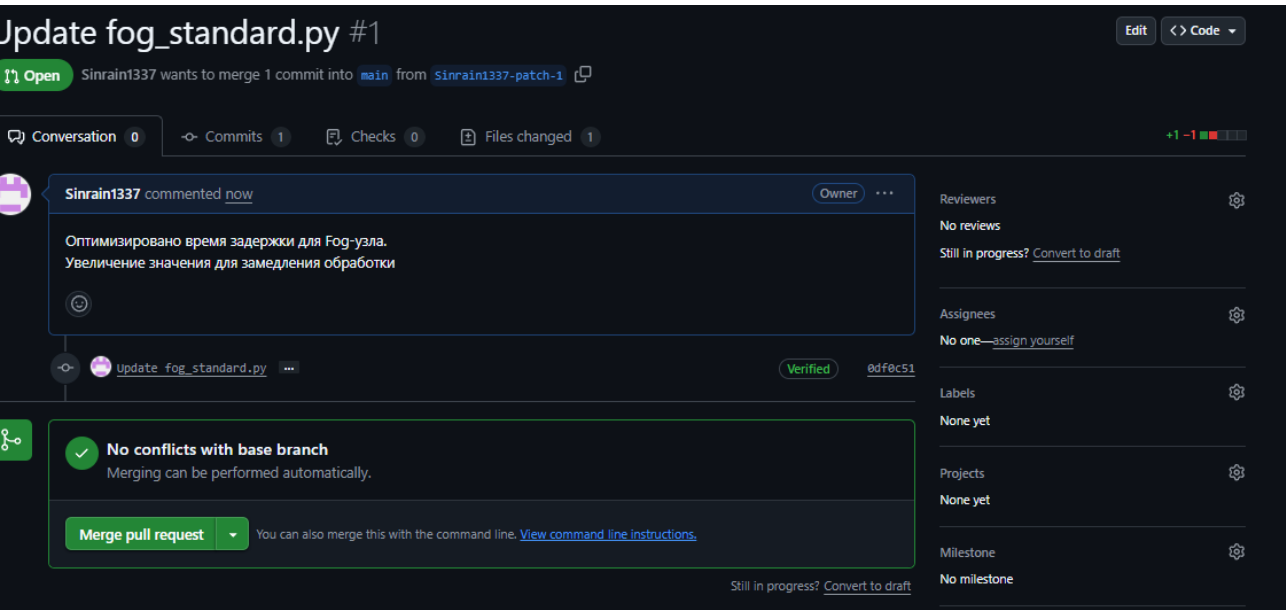 Update fog_standard.py #1
Edit
<> Code
Open
Sinrain1337 wants to merge 1 commit into main from Sinrain1337-patch-1
Conversation 0
Commits 1
Checks 0
Files changed 1
+1 −1
Sinrain1337 commented now
Owner
Оптимизировано время задержки для Fog-узла.
Увеличение значения для замедления обработки
Update fog_standard.py
Verified
0df0c51
No conflicts with base branch
Merging can be performed automatically.
Merge pull request
You can also merge this with the command line. View command line instructions.
Still in progress? Convert to draft
Reviewers
No reviews
Still in progress? Convert to draft
Assignees
No one—assign yourself
Labels
None yet
Projects
None yet
Milestone
No milestone